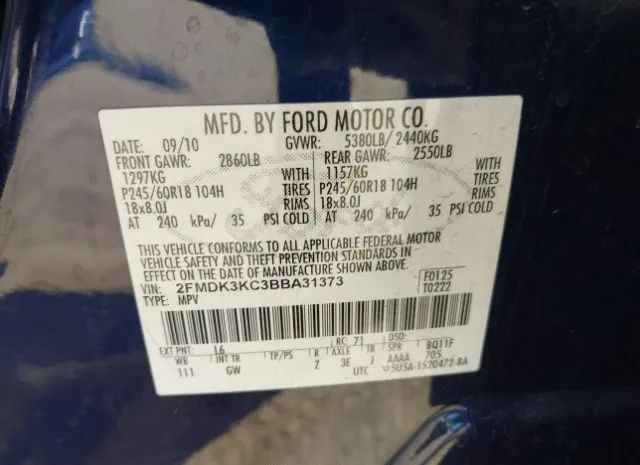 MFD. BY FORD MOTOR CO.
DATE: 09/10 GVWR: 5380LB/ 2440KG
FRONT GAWR: 2860LB REAR GAWR: 2550LB
1297KG WITH 1157KG WITH
P245/60R18 104H TIRES P245/60R18 104H TIRES
18x8.0J RIMS 18x8.0J RIMS
AT 240 kPa/ 35 PSI COLD AT 240 kPa/ 35 PSI COLD
THIS VEHICLE CONFORMS TO ALL APPLICABLE FEDERAL MOTOR
VEHICLE SAFETY AND THEFT PREVENTION STANDARDS IN
EFFECT ON THE DATE OF MANUFACTURE SHOWN ABOVE.
VIN: 2FMDK3KC3BBA31373 F0125
TYPE: MPV T0222
EXT PNT: L6 RC: 71 DSO:
WB INT TR TP/PS R AXLE TR SPR BQ11F
111 GW Z 3E J AAAA 705
UTC 5USA-1520472-BA